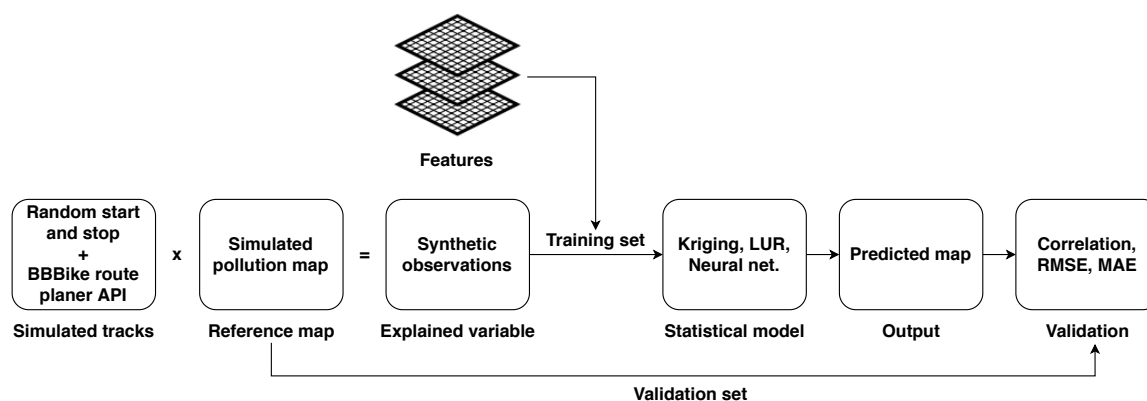 Features
Random start
and stop
+
BBBike route
planer API
x
Simulated
pollution map
=
Synthetic
observations
Training set
Kriging, LUR,
Neural net.
Predicted map
Correlation,
RMSE, MAE
Simulated tracks
Reference map
Explained variable
Statistical model
Output
Validation
Validation set